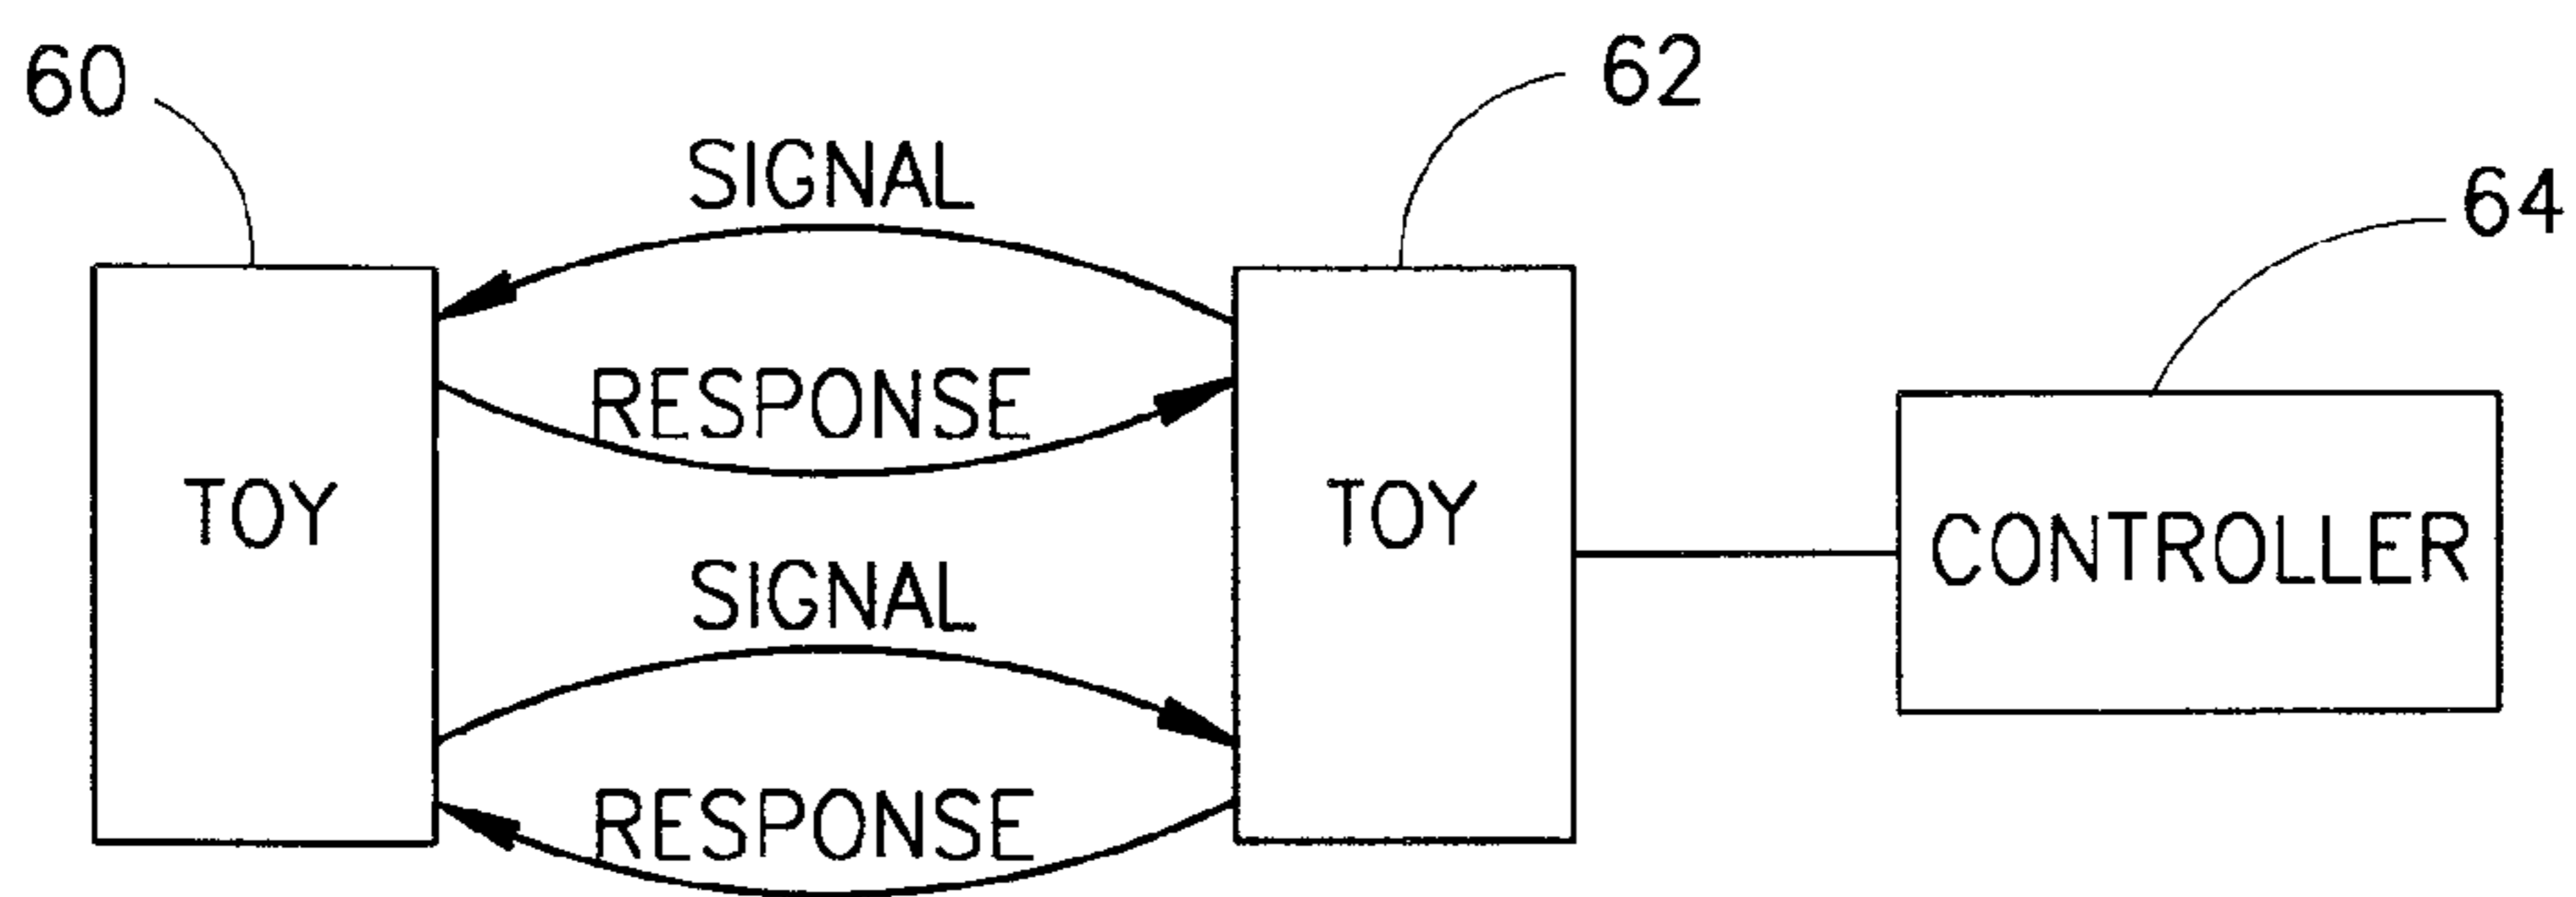 60
62
SIGNAL
64
RESPONSE
TOY
TOY
CONTROLLER
SIGNAL
RESPONSE